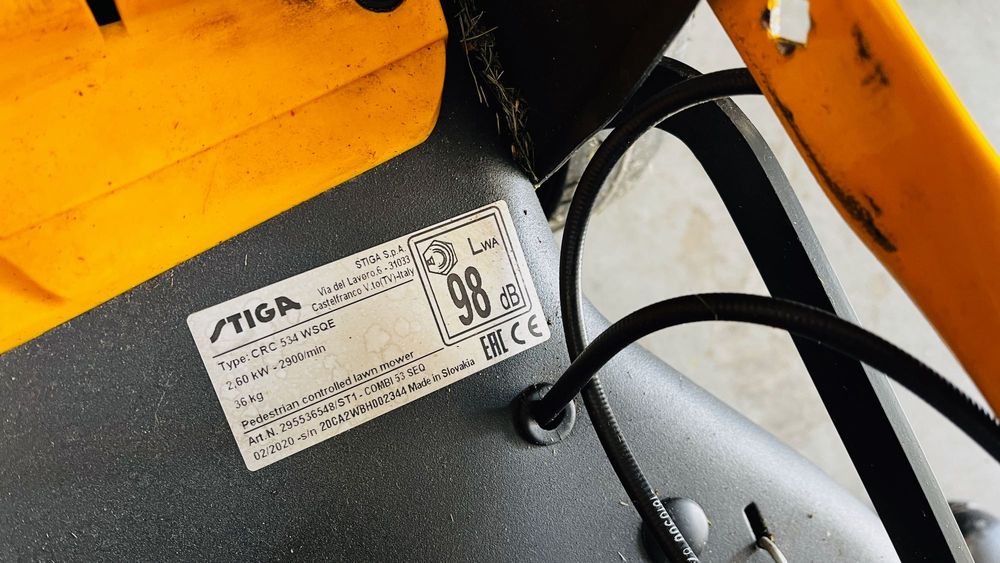 STIGA
STIGA S.p.A.
Via del Lavoro,6 - 31033
Castelfranco V.to(TV)-Italy
LWA
98 dB
Type: CRC 534 WSQE
2,60 kW - 2900/min
36 kg
EAC CE
Pedestrian controlled lawn mower
Art.N. 295536548/ST1 - COMBI 53 SEQ
02/2020 -s/n 20CA2WBH002344 Made in Slovakia